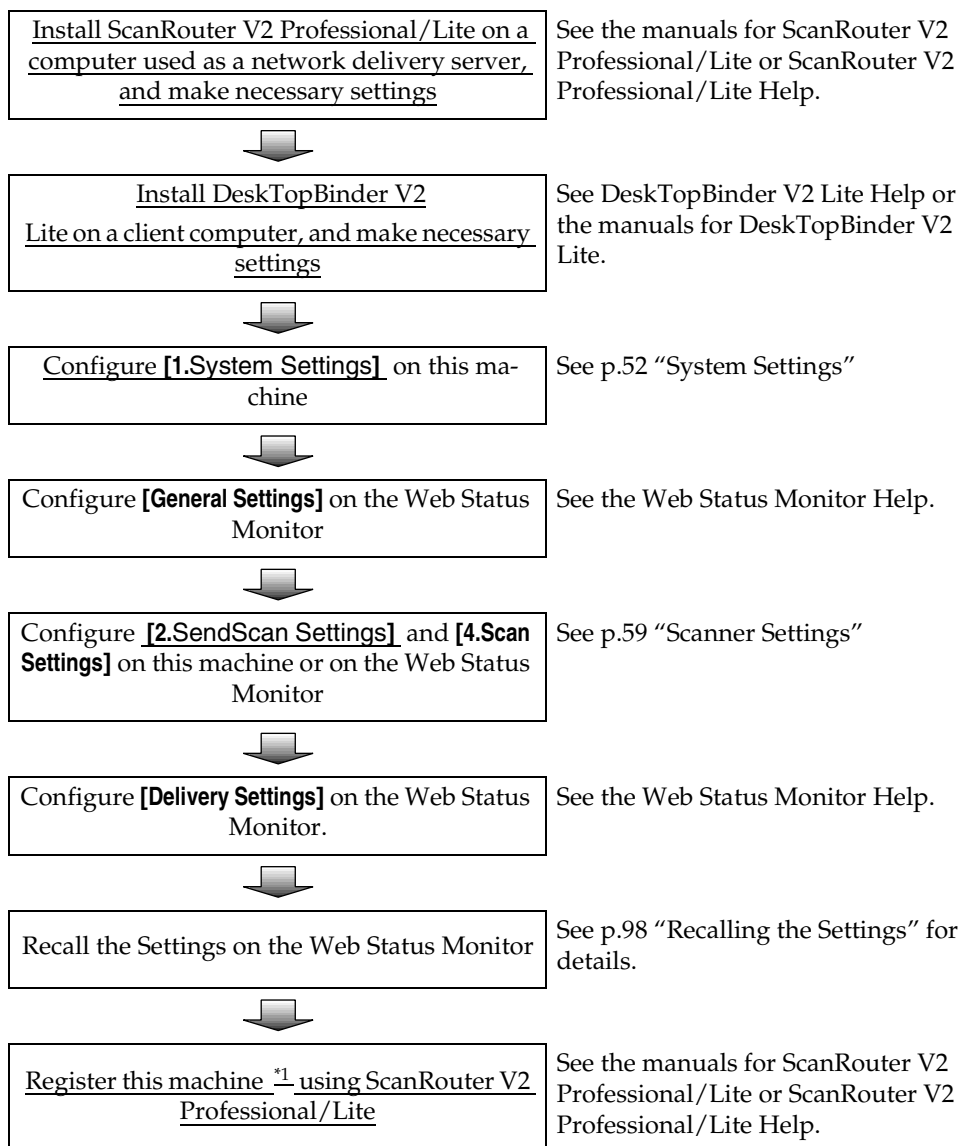 Install ScanRouter V2 Professional/Lite on a
computer used as a network delivery server,
and make necessary settings
See the manuals for ScanRouter V2
Professional/Lite or ScanRouter V2
Professional/Lite Help.
Install DeskTopBinder V2
Lite on a client computer, and make necessary
settings
See DeskTopBinder V2 Lite Help or
the manuals for DeskTopBinder V2
Lite.
Configure [1.System Settings] on this ma-
chine
See p.52 “System Settings”
Configure [General Settings] on the Web Status
Monitor
See the Web Status Monitor Help.
Configure [2.SendScan Settings] and [4.Scan
Settings] on this machine or on the Web Status
Monitor
See p.59 “Scanner Settings”
Configure [Delivery Settings] on the Web Status
Monitor.
See the Web Status Monitor Help.
Recall the Settings on the Web Status Monitor
See p.98 “Recalling the Settings” for
details.
Register this machine *1 using ScanRouter V2
Professional/Lite
See the manuals for ScanRouter V2
Professional/Lite or ScanRouter V2
Professional/Lite Help.